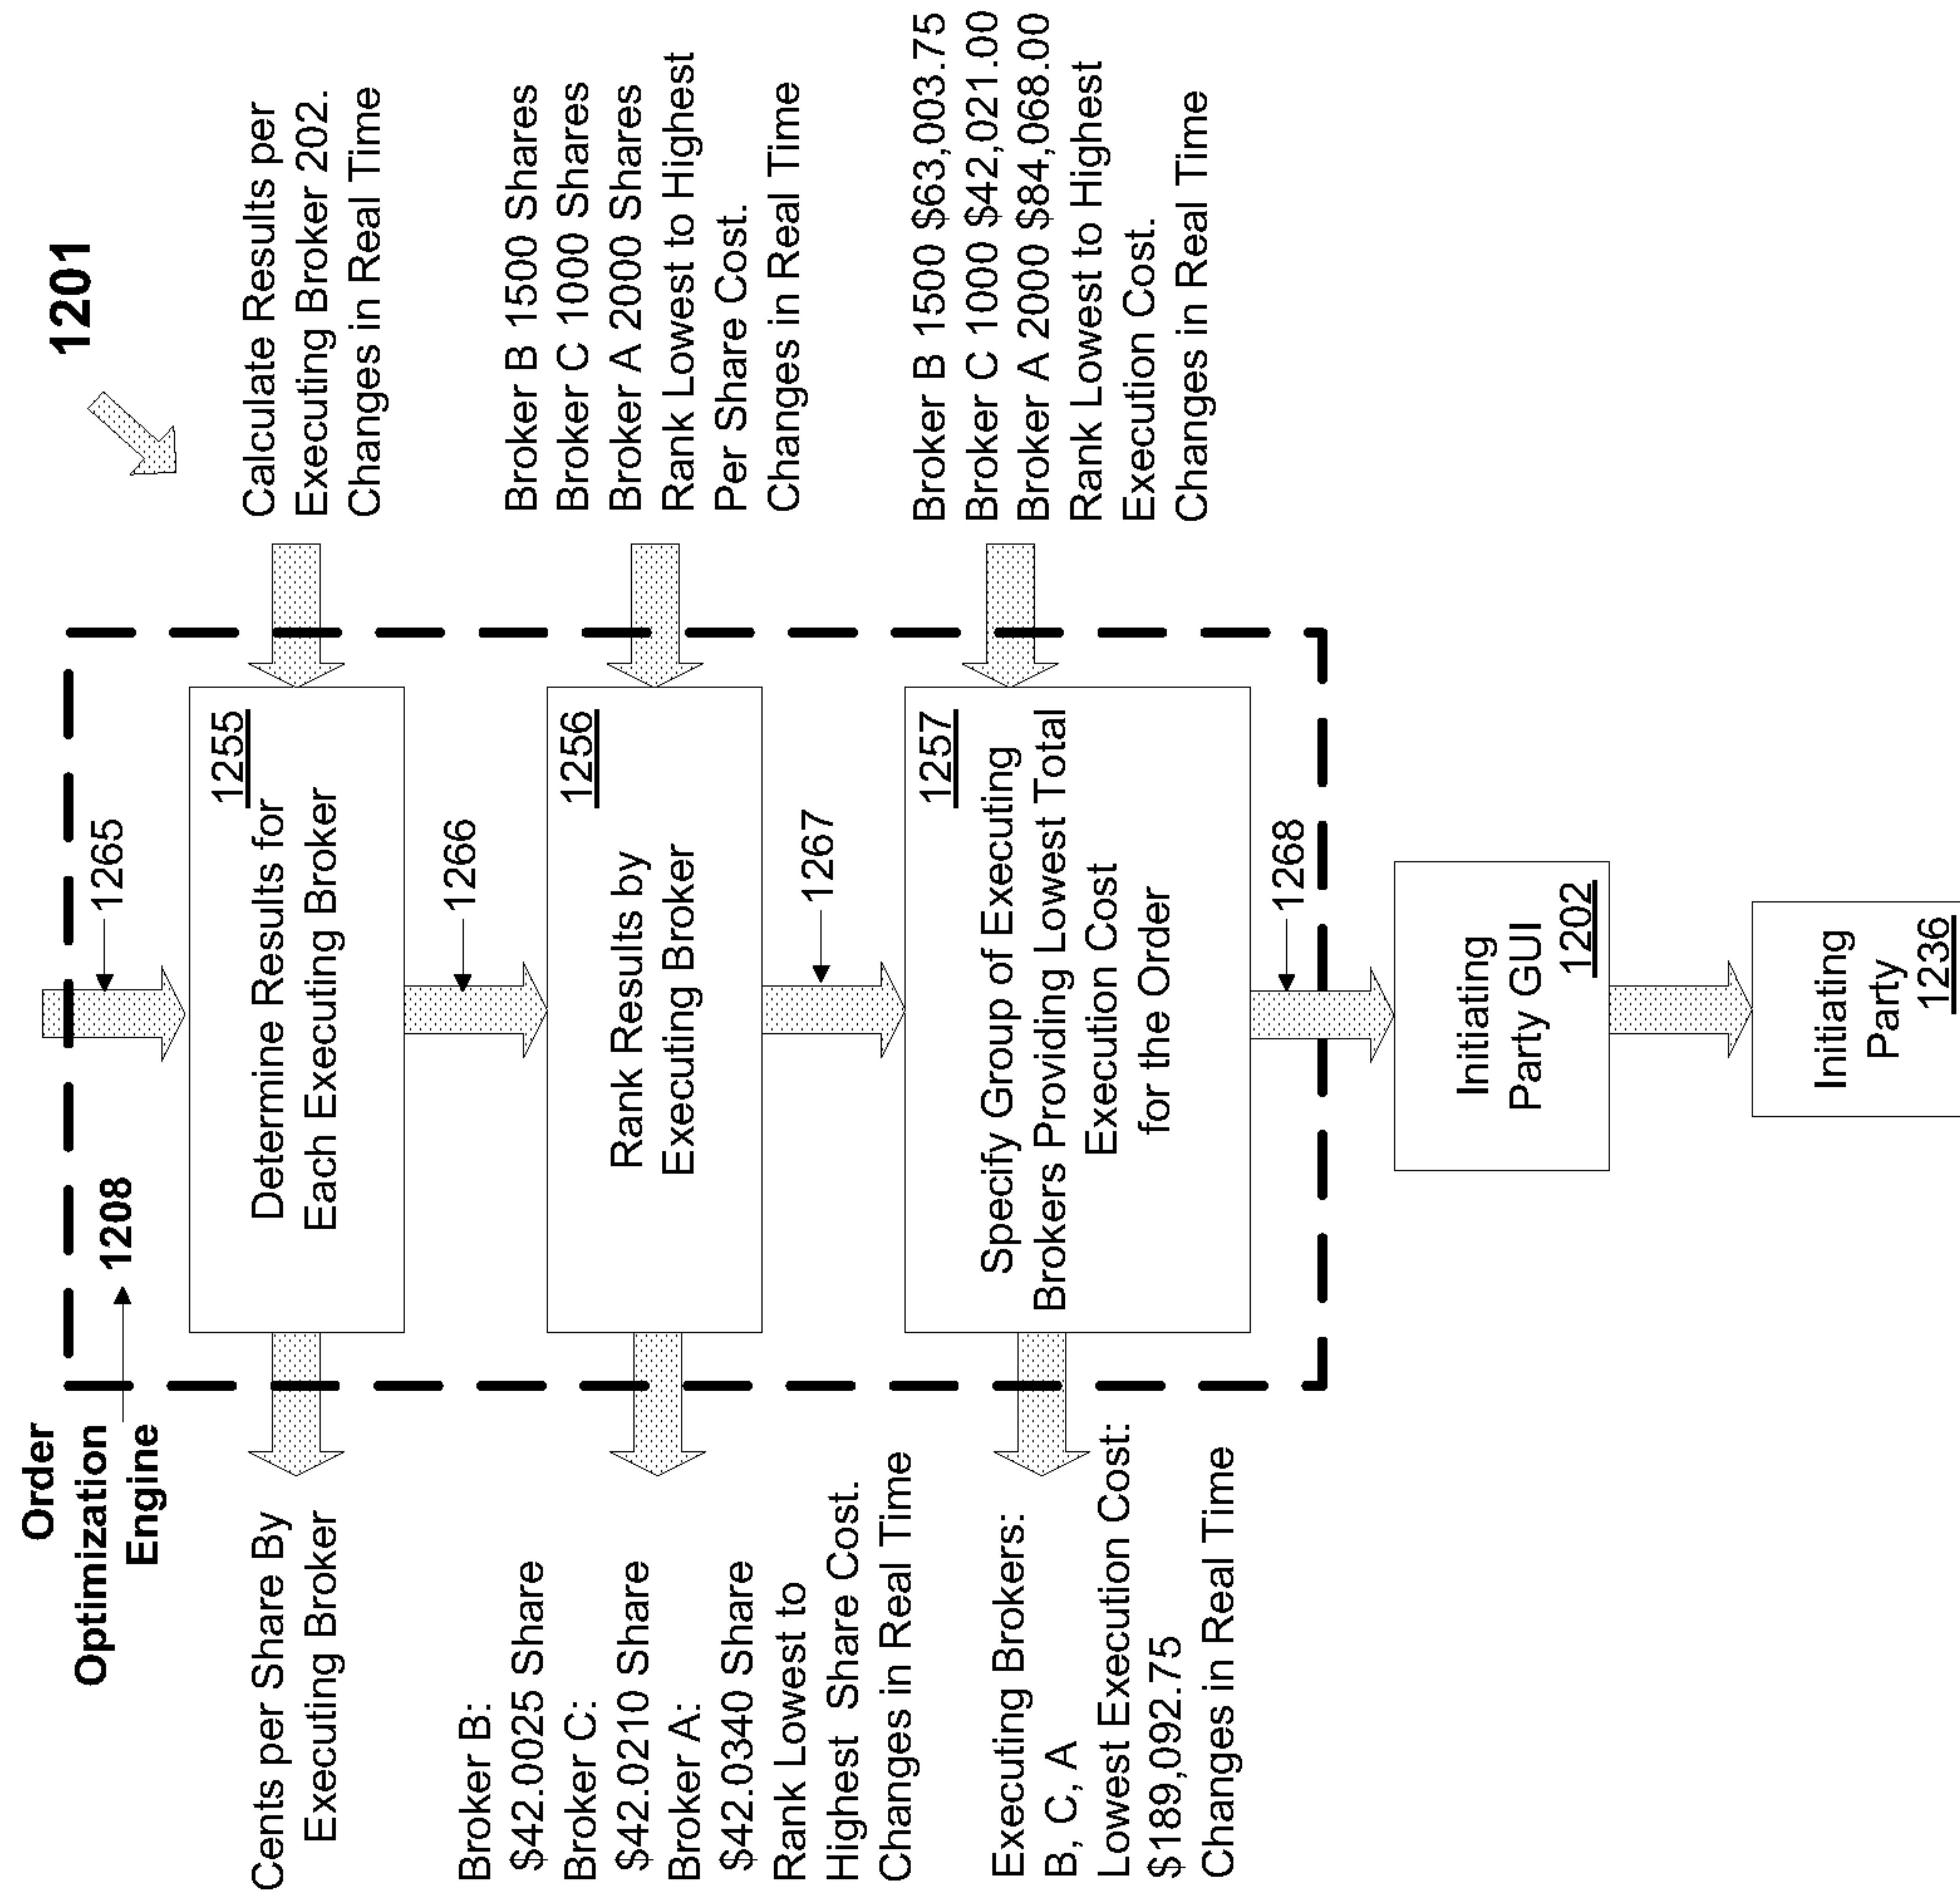 1201
Order
Optimization
Engine
1208
1265
Calculate Results per
Executing Broker 202.
Changes in Real Time
1255
Determine Results for
Each Executing Broker
Cents per Share By
Executing Broker
1266
Broker B 1500 Shares
Broker C 1000 Shares
Broker A 2000 Shares
Rank Lowest to Highest
Per Share Cost.
Changes in Real Time
1256
Rank Results by
Executing Broker
Broker B:
$42.0025 Share
Broker C:
$42.0210 Share
Broker A:
$42.0340 Share
Rank Lowest to
Highest Share Cost.
Changes in Real Time
1267
Broker B 1500 $63,003.75
Broker C 1000 $42,021.00
Broker A 2000 $84,068.00
Rank Lowest to Highest
Execution Cost.
Changes in Real Time
1257
Specify Group of Executing
Brokers Providing Lowest Total
Execution Cost
for the Order
Executing Brokers:
B, C, A
Lowest Execution Cost:
$189,092.75
Changes in Real Time
1268
Initiating
Party GUI
1202
Initiating
Party
1236